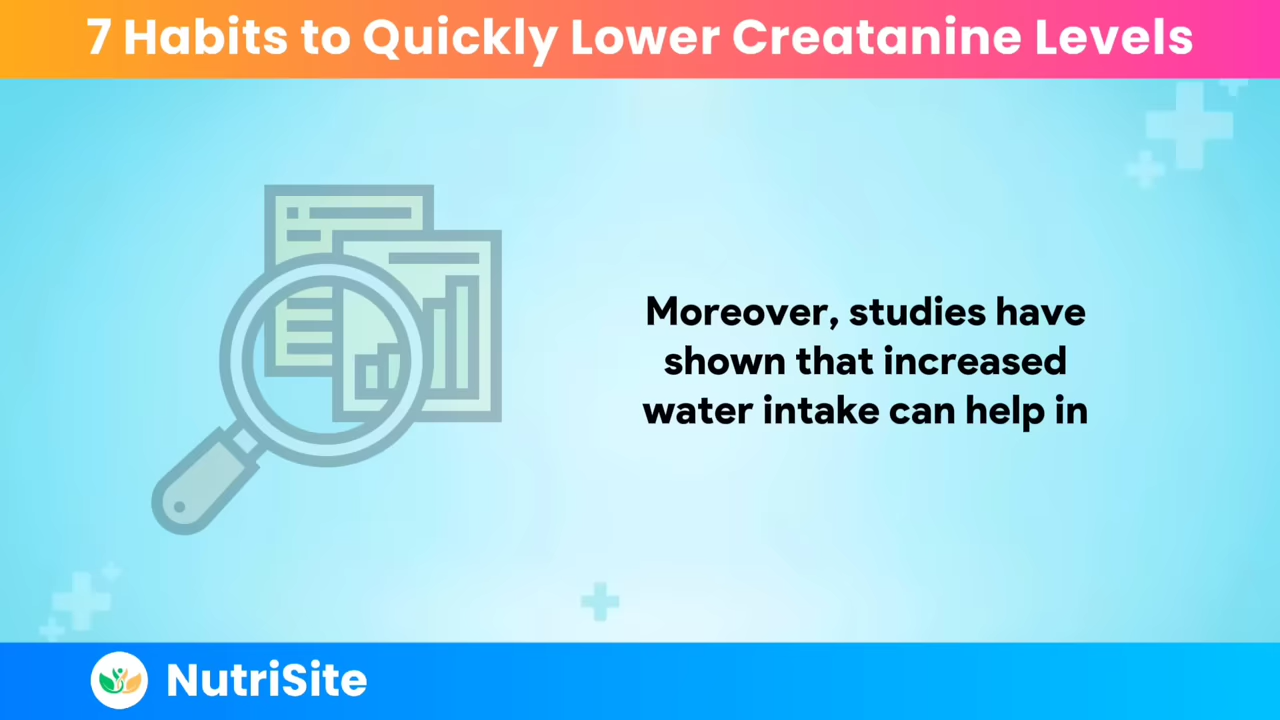 7 Habits to Quickly Lower Creatanine Levels
Moreover, studies have
shown that increased
water intake can help in
NutriSite